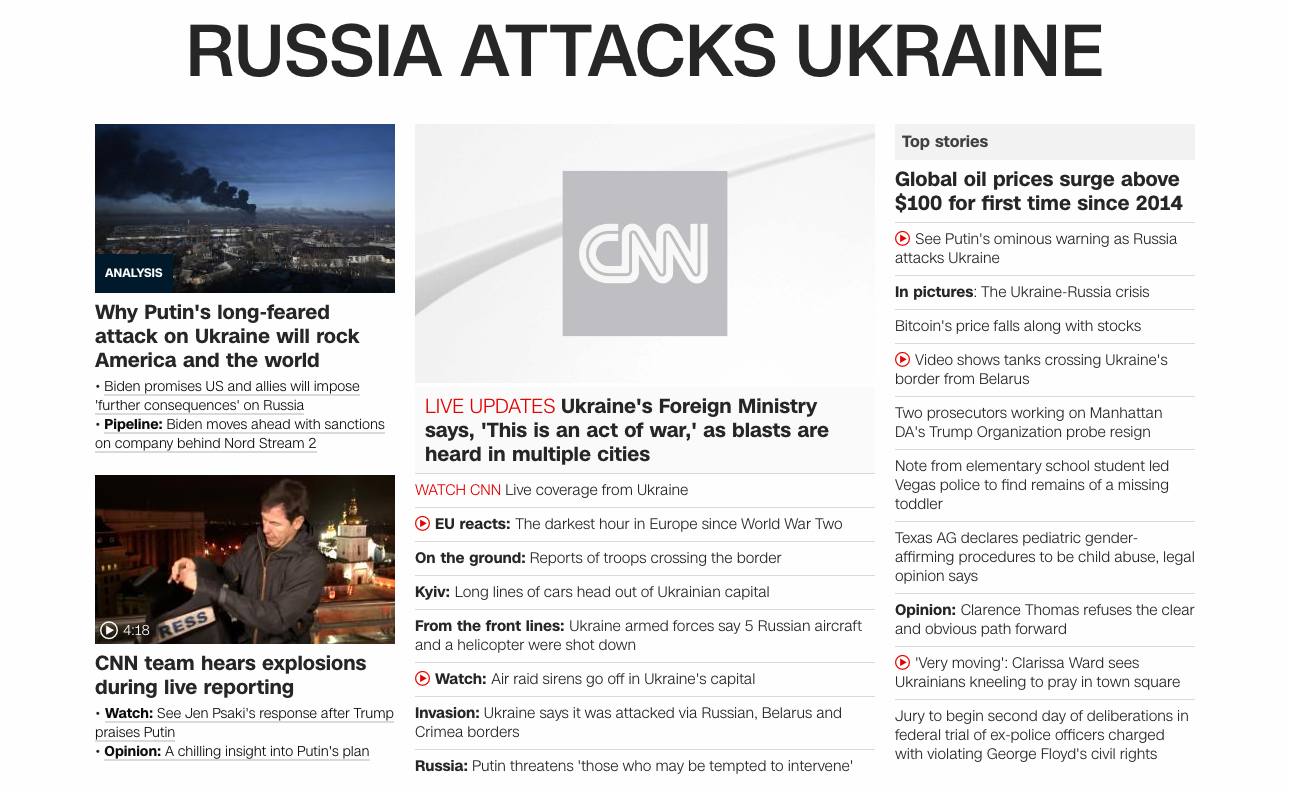 RUSSIA ATTACKS UKRAINE
ANALYSIS
Why Putin's long-feared
attack on Ukraine will rock
America and the world
• Biden promises US and allies will impose
'further consequences' on Russia
• Pipeline: Biden moves ahead with sanctions
on company behind Nord Stream 2
RESS
4:18
CNN team hears explosions
during live reporting
• Watch: See Jen Psaki's response after Trump
praises Putin
• Opinion: A chilling insight into Putin's plan
CNN
LIVE UPDATES Ukraine's Foreign Ministry
says, 'This is an act of war,' as blasts are
heard in multiple cities
WATCH CNN Live coverage from Ukraine
EU reacts: The darkest hour in Europe since World War Two
On the ground: Reports of troops crossing the border
Kyiv: Long lines of cars head out of Ukrainian capital
From the front lines: Ukraine armed forces say 5 Russian aircraft
and a helicopter were shot down
Watch: Air raid sirens go off in Ukraine's capital
Invasion: Ukraine says it was attacked via Russian, Belarus and
Crimea borders
Russia: Putin threatens 'those who may be tempted to intervene'
Top stories
Global oil prices surge above
$100 for first time since 2014
See Putin's ominous warning as Russia
attacks Ukraine
In pictures: The Ukraine-Russia crisis
Bitcoin's price falls along with stocks
Video shows tanks crossing Ukraine's
border from Belarus
Two prosecutors working on Manhattan
DA's Trump Organization probe resign
Note from elementary school student led
Vegas police to find remains of a missing
toddler
Texas AG declares pediatric gender-
affirming procedures to be child abuse, legal
opinion says
Opinion: Clarence Thomas refuses the clear
and obvious path forward
'Very moving': Clarissa Ward sees
Ukrainians kneeling to pray in town square
Jury to begin second day of deliberations in
federal trial of ex-police officers charged
with violating George Floyd's civil rights